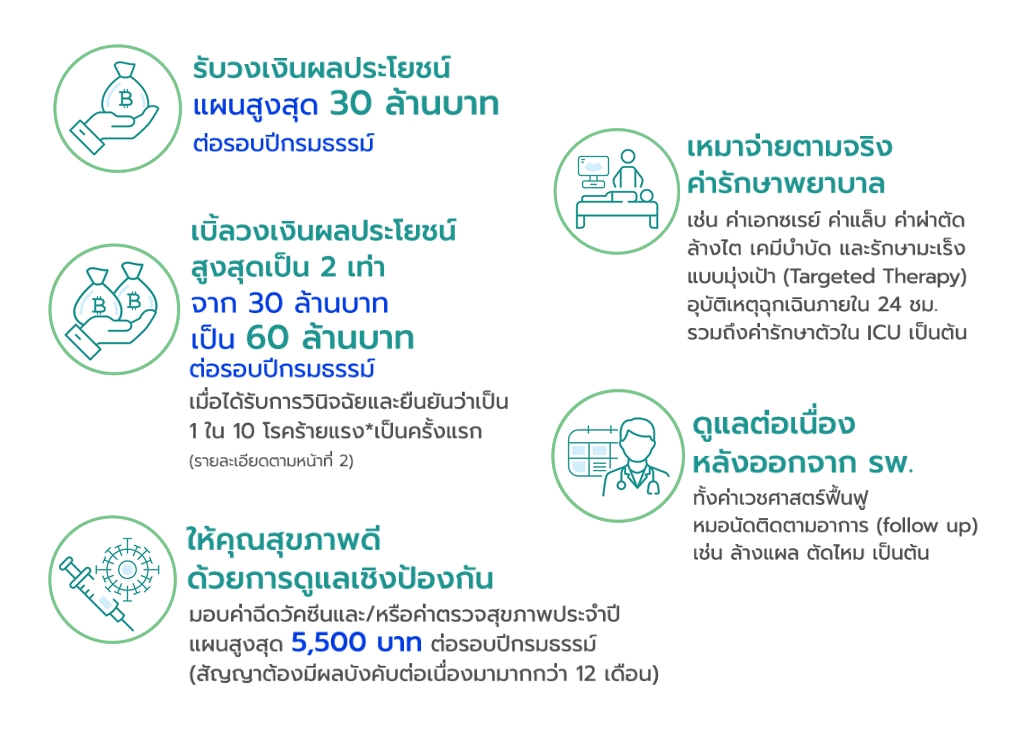 รับวงเงินผลประโยชน์
แผนสูงสุด 30 ล้านบาท
ต่อรอบปีกรมธรรม์
เบิ้ลวงเงินผลประโยชน์
สูงสุดเป็น 2 เท่า
จาก 30 ล้านบาท
เป็น 60 ล้านบาท
ต่อรอบปีกรมธรรม์
เมื่อได้รับการวินิจฉัยและยืนยันว่าเป็น
1 ใน 10 โรคร้ายแรง*เป็นครั้งแรก
(รายละเอียดตามหน้าที่ 2)
ให้คุณสุขภาพดี
ด้วยการดูแลเชิงป้องกัน
มอบค่าฉีดวัคซีนและ/หรือค่าตรวจสุขภาพประจำปี
แผนสูงสุด 5,500 บาท ต่อรอบปีกรมธรรม์
(สัญญาต้องมีผลบังคับต่อเนื่องมามากกว่า 12 เดือน)
เหมาจ่ายตามจริง
ค่ารักษาพยาบาล
เช่น ค่าเอกซเรย์ ค่าแล็บ ค่าผ่าตัด
ล้างไต เคมีบำบัด และรักษามะเร็ง
แบบมุ่งเป้า (Targeted Therapy)
อุบัติเหตุฉุกเฉินภายใน 24 ชม.
รวมถึงค่ารักษาตัวใน ICU เป็นต้น
ดูแลต่อเนื่อง
หลังออกจาก รพ.
ทั้งค่าเวชศาสตร์ฟื้นฟู
หมอนัดติดตามอาการ (follow up)
เช่น ล้างแผล ตัดไหม เป็นต้น